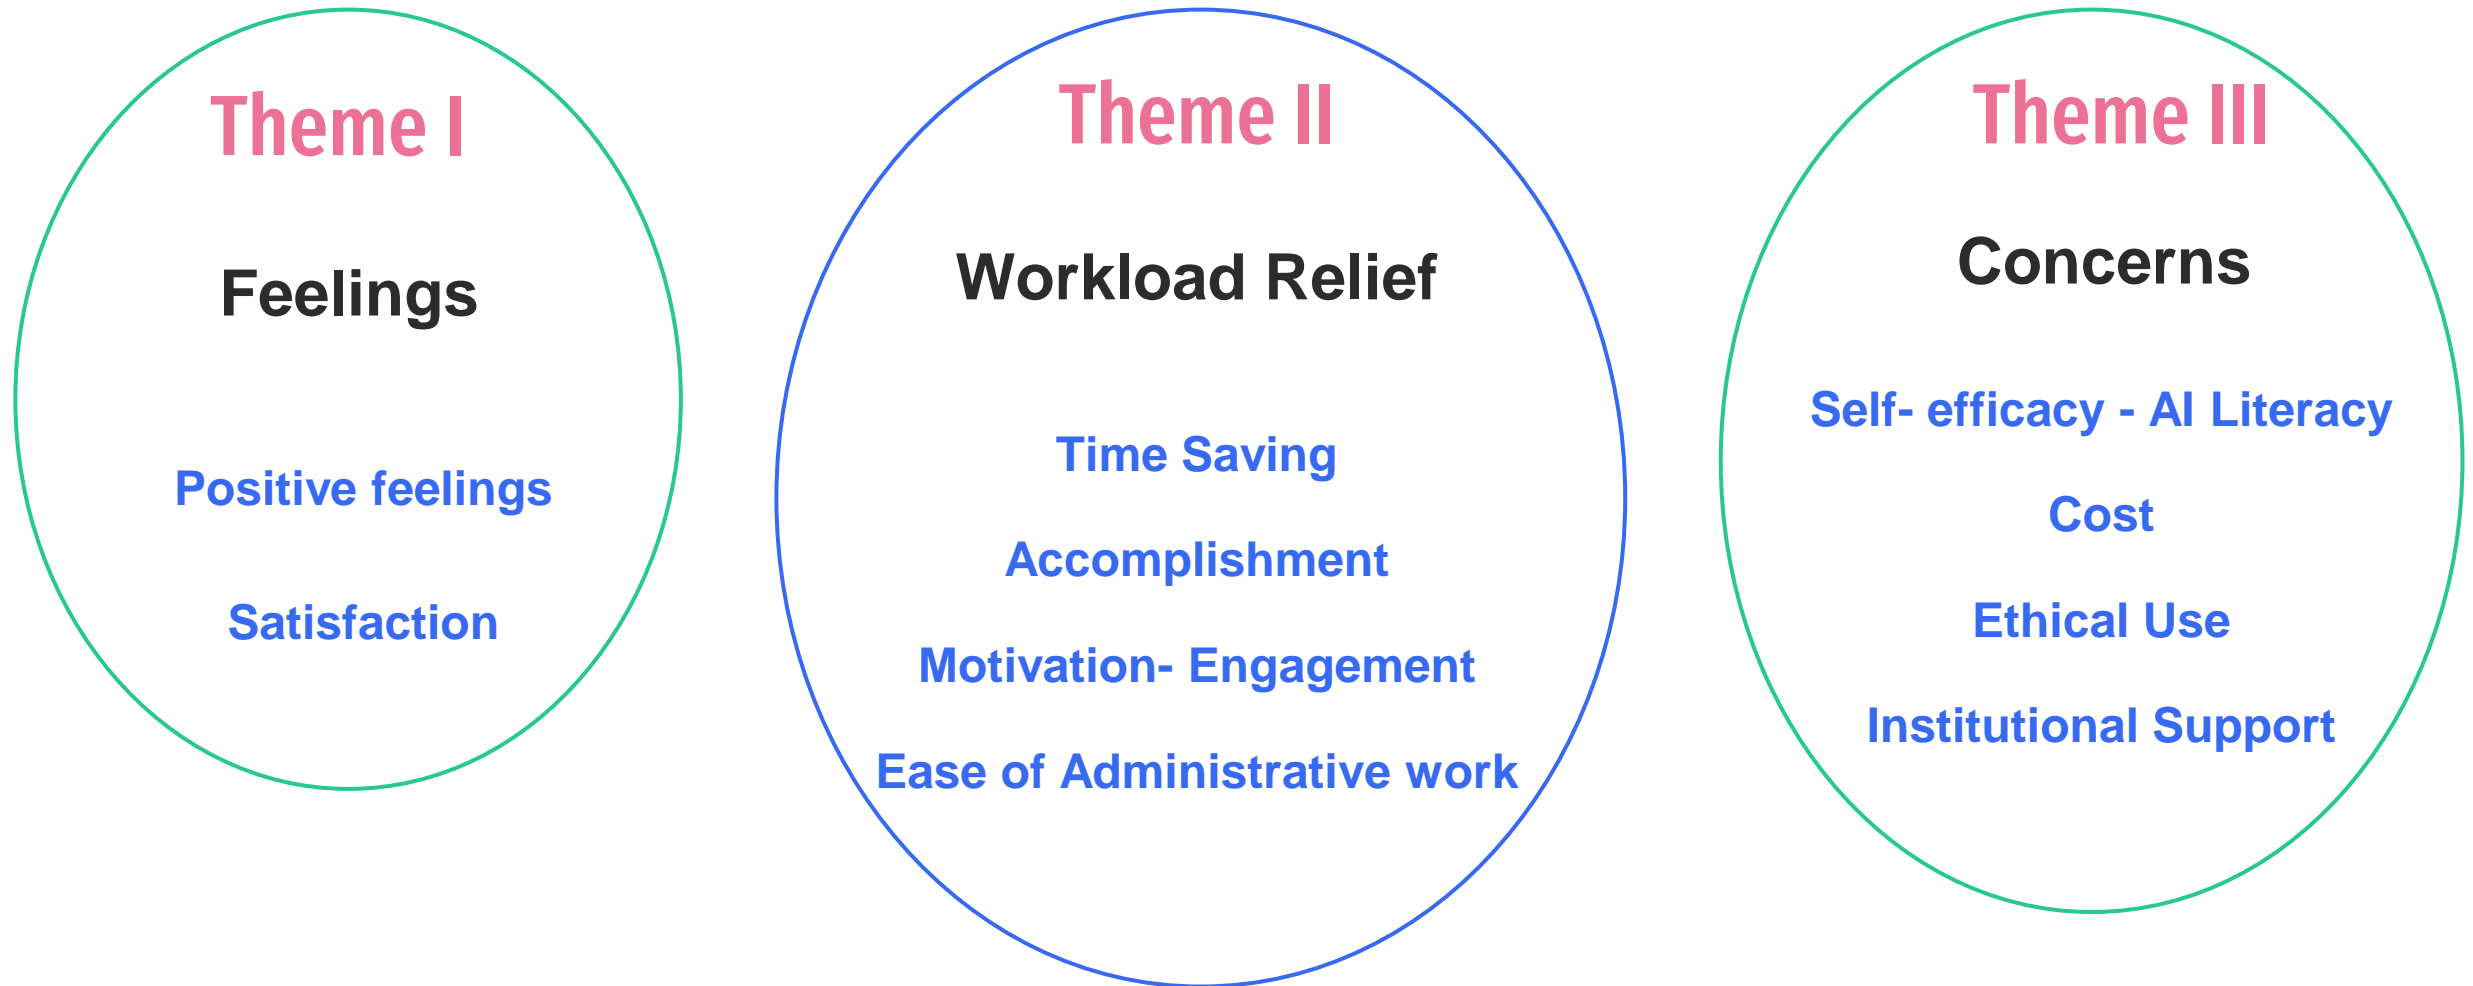 Theme I
Feelings
Positive feelings
Satisfaction
Theme II
Workload Relief
Time Saving
Accomplishment
Motivation- Engagement
Ease of Administrative work
Theme III
Concerns
Self- efficacy - AI Literacy
Cost
Ethical Use
Institutional Support